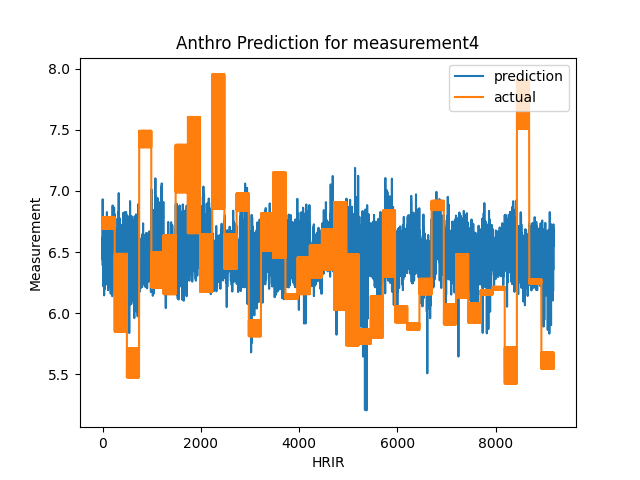 Anthro Prediction for measurement4
prediction
actual
8.0
7.5
7.0
6.5
6.0
5.5
Measurement
0
2000
4000
6000
8000
HRIR